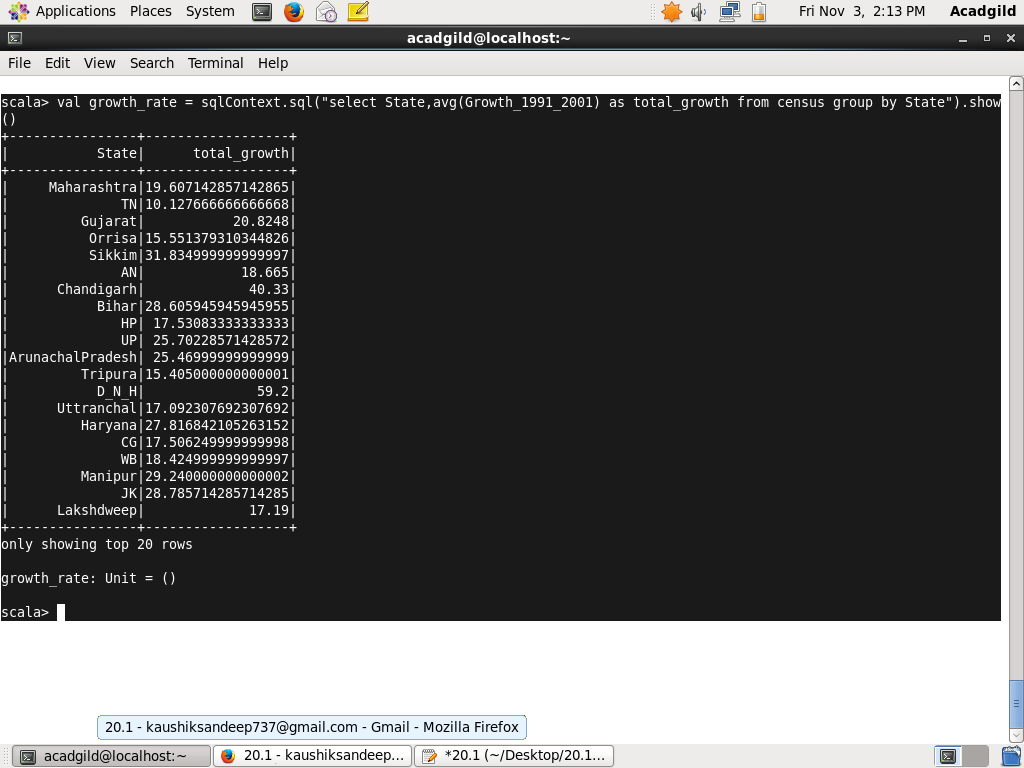 Applications Places System Fri Nov 3, 2:13 PM Acadgild
acadgild@localhost:~
File Edit View Search Terminal Help
scala> val growth_rate = sqlContext.sql("select State,avg(Growth_1991_2001) as total_growth from census group by State").show
()
+----------------+------------------+
|           State|      total_growth|
+----------------+------------------+
|     Maharashtra|19.607142857142865|
|              TN|10.127666666666668|
|         Gujarat|           20.8248|
|          Orrisa|15.551379310344826|
|          Sikkim|31.834999999999997|
|              AN|            18.665|
|      Chandigarh|             40.33|
|           Bihar|28.605945945945955|
|              HP| 17.53083333333333|
|              UP| 25.70228571428572|
|ArunachalPradesh| 25.46999999999999|
|         Tripura|15.405000000000001|
|           D_N_H|              59.2|
|      Uttranchal|17.092307692307692|
|         Haryana|27.816842105263152|
|              CG|17.506249999999998|
|              WB|18.424999999999997|
|         Manipur|29.240000000000002|
|              JK|28.785714285714285|
|       Lakshdweep|             17.19|
+----------------+------------------+
only showing top 20 rows
growth_rate: Unit = ()
scala>
20.1 - kaushiksandeep737@gmail.com - Gmail - Mozilla Firefox
acadgild@localhost:~ 20.1 - kaushiksandeep... *20.1 (~/Desktop/20.1...